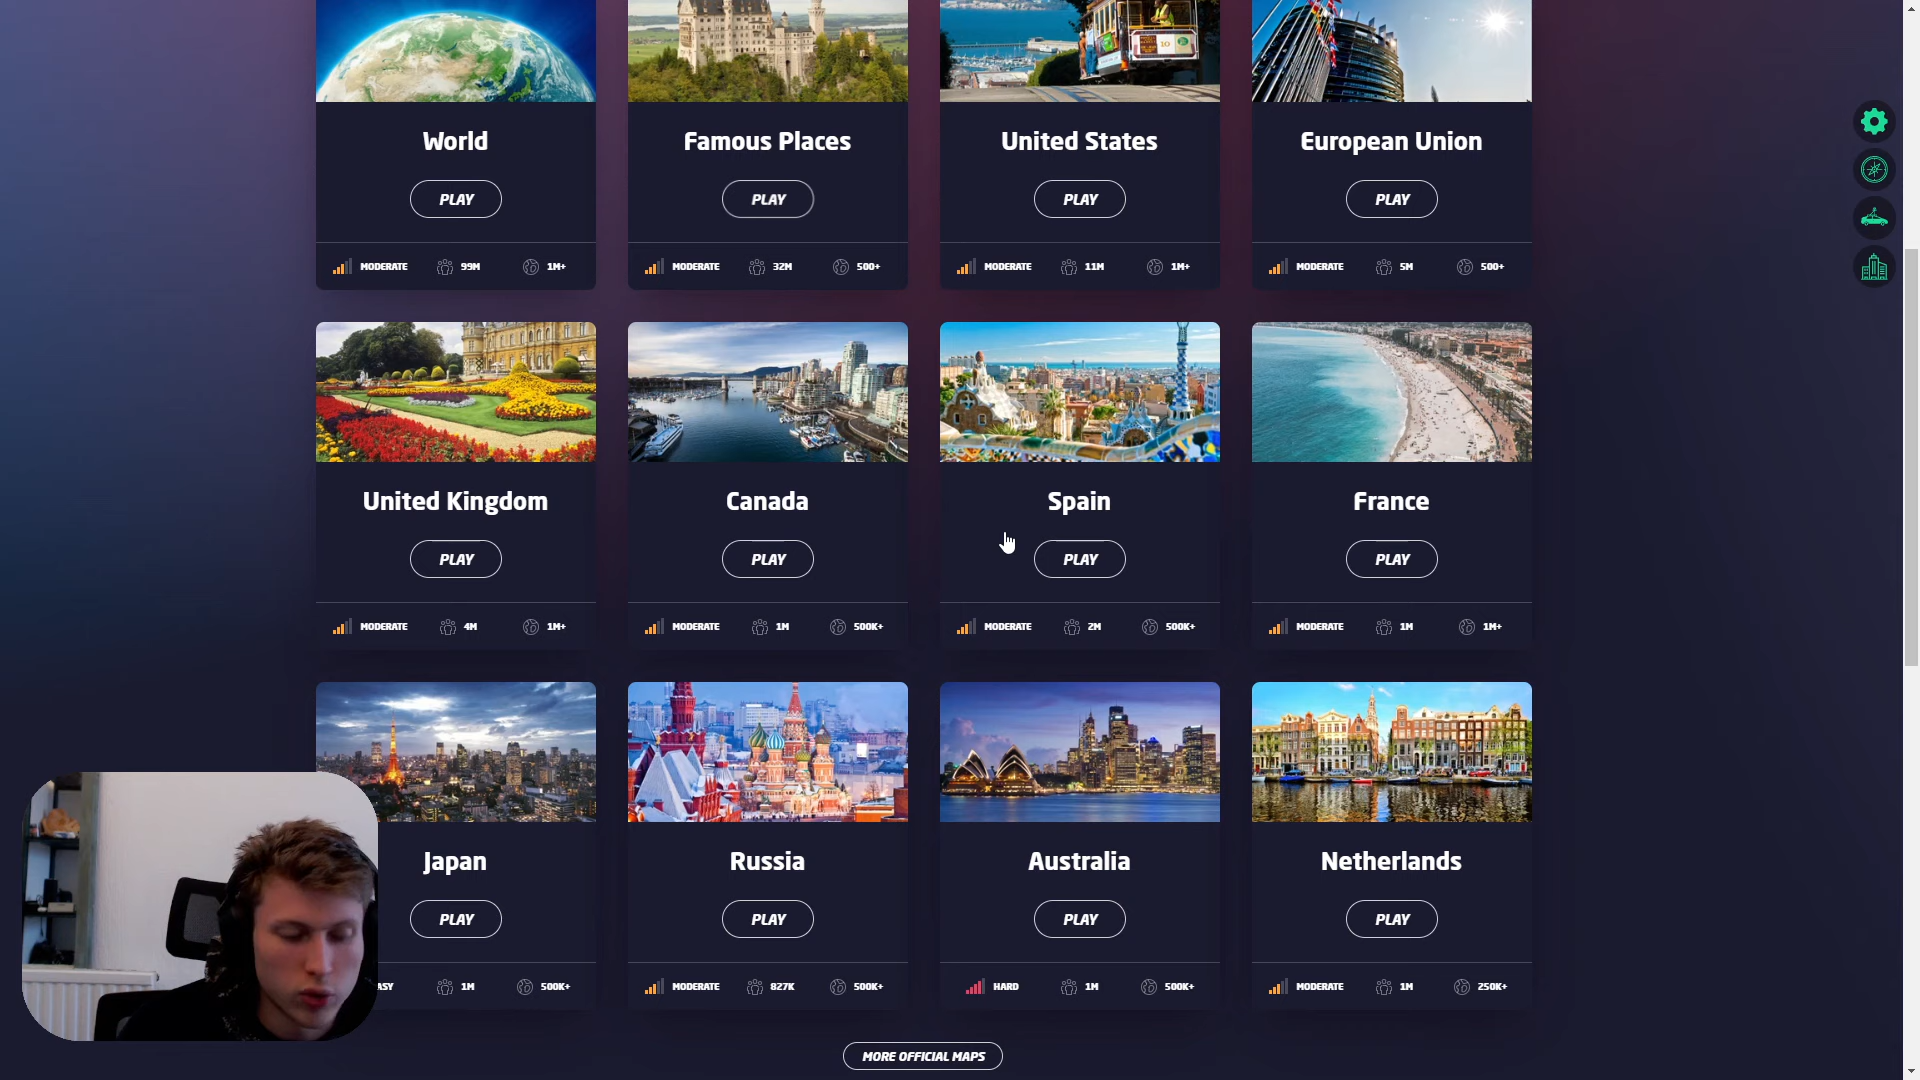 World
Famous Places
United States
European Union
PLAY
PLAY
PLAY
PLAY
MODERATE 99M 1M+
MODERATE 32M 500+
MODERATE 11M 1M+
MODERATE 5M 500+
United Kingdom
Canada
Spain
France
PLAY
PLAY
PLAY
PLAY
MODERATE 4M 1M+
MODERATE 1M 500K+
MODERATE 2M 500K+
MODERATE 1M 1M+
Japan
Russia
Australia
Netherlands
PLAY
PLAY
PLAY
PLAY
ASY 1M 500K+
MODERATE 827K 500K+
HARD 1M 500K+
MODERATE 1M 250K+
MORE OFFICIAL MAPS